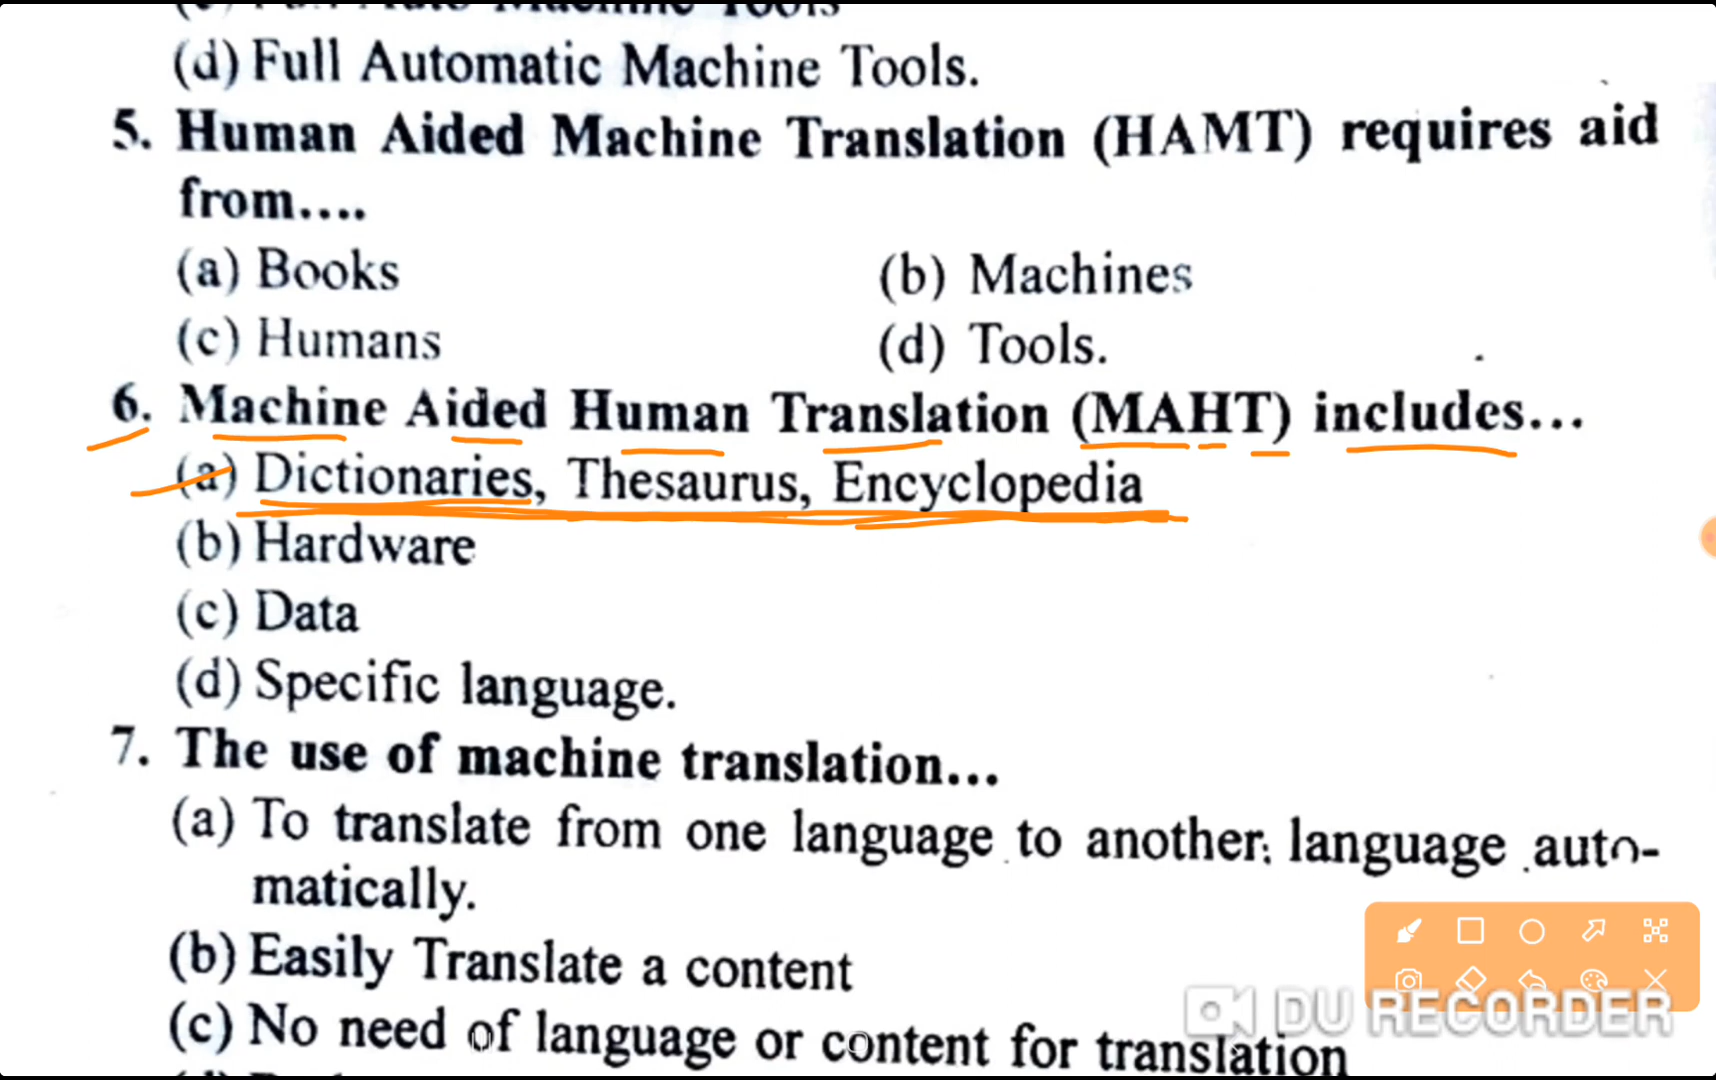 (d) Full Automatic Machine Tools.
5. Human Aided Machine Translation (HAMT) requires aid
from....
(a) Books (b) Machines
(c) Humans (d) Tools.
6. Machine Aided Human Translation (MAHT) includes...
(a) Dictionaries, Thesaurus, Encyclopedia
(b) Hardware
(c) Data
(d) Specific language.
7. The use of machine translation...
(a) To translate from one language to another language auto-
matically.
(b) Easily Translate a content
(c) No need of language or content for translation
DU RECORDER